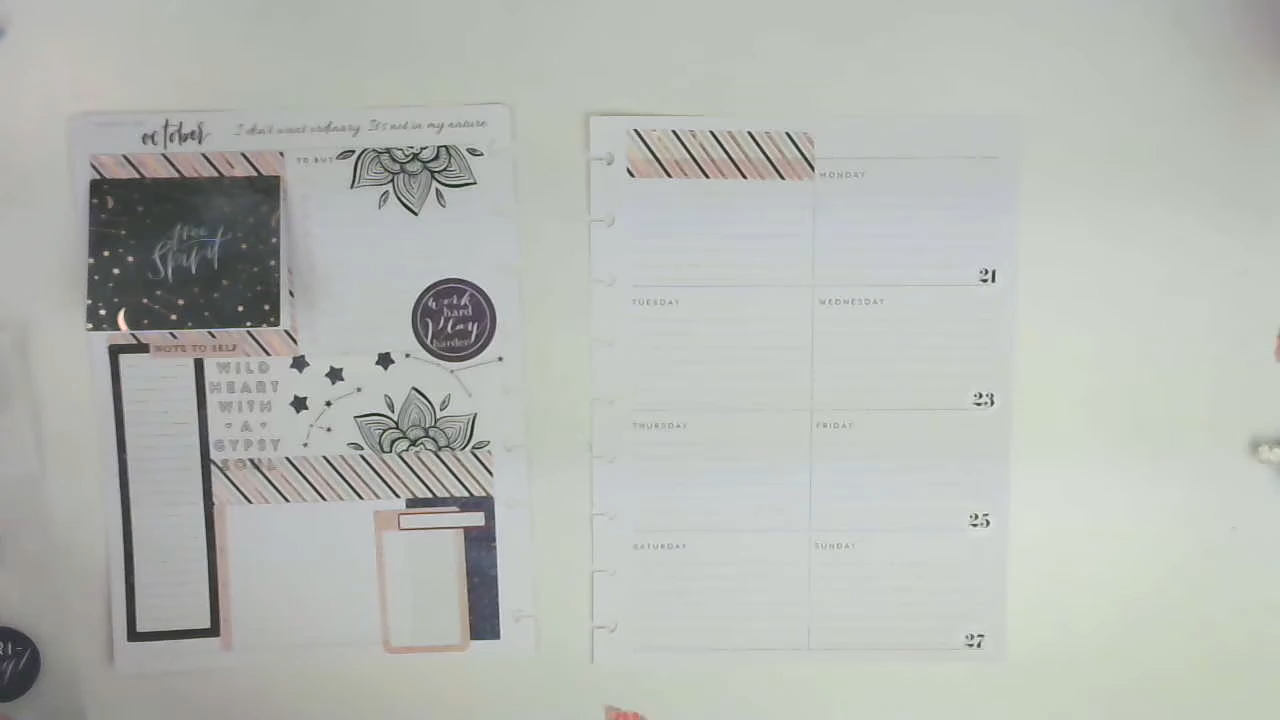 october
I don't want ordinary. It's not in my nature.
TO BUY
free
Spirit
work
hard
Play
harder
NOTE TO SELF
WILD
HEART
WITH
A
GYPSY
SOUL
MONDAY
21
TUESDAY
WEDNESDAY
23
THURSDAY
FRIDAY
25
SATURDAY
SUNDAY
27